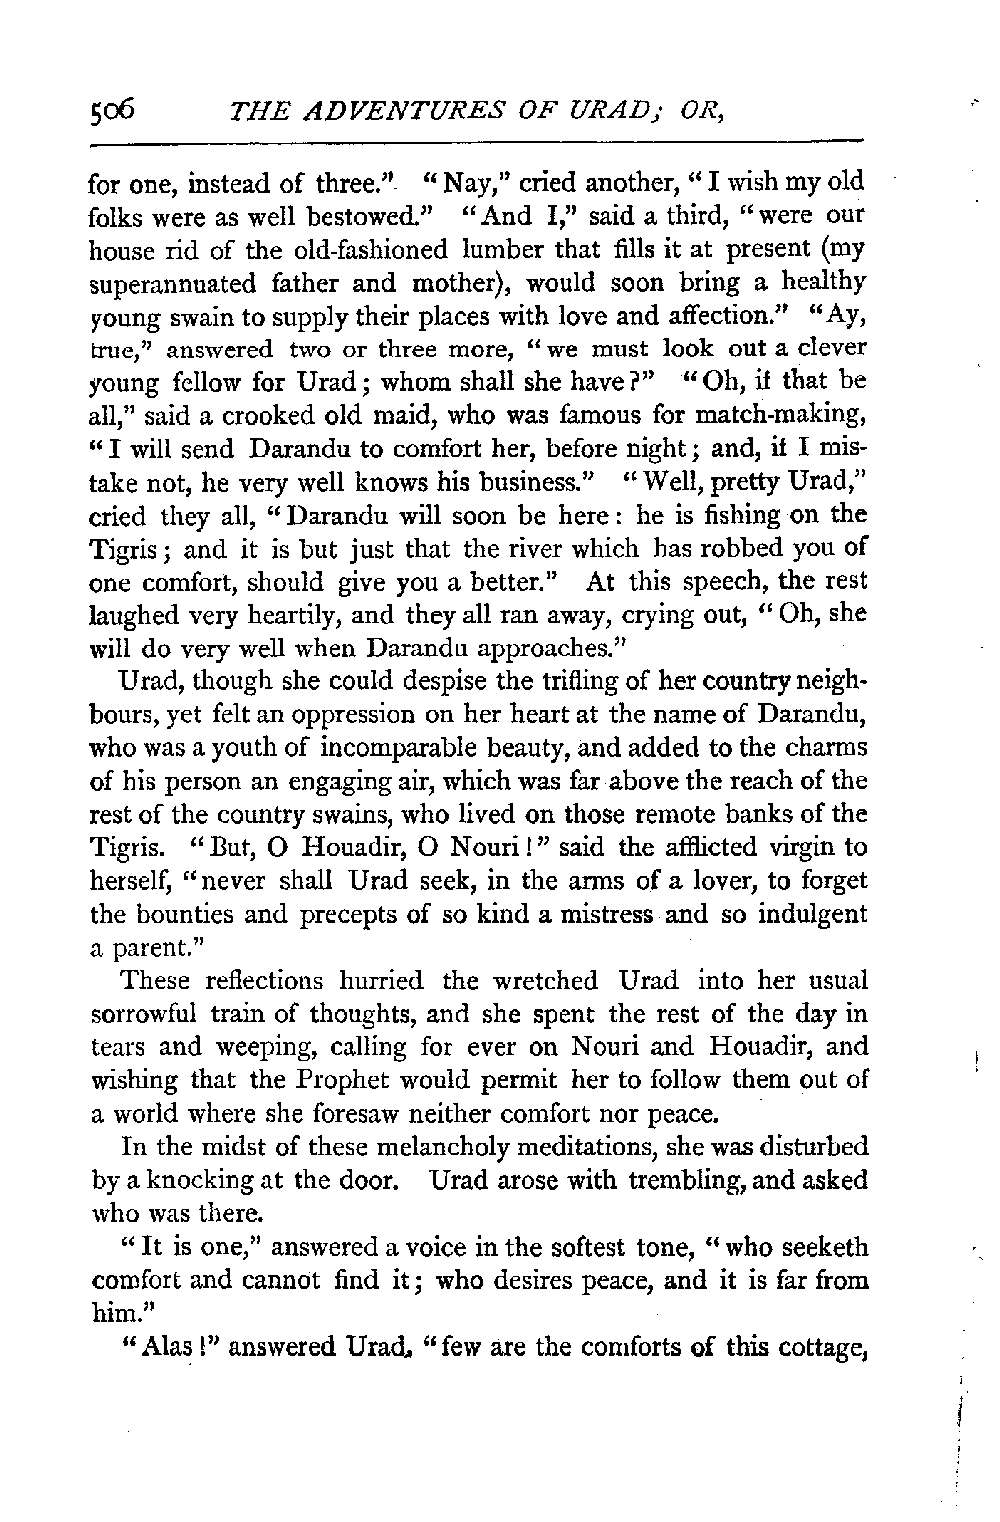 506 THE ADVENTURES OF URAD; OR,
for one, instead of three." "Nay," cried another, "I wish my old
folks were as well bestowed." "And I," said a third, "were our
house rid of the old-fashioned lumber that fills it at present (my
superannuated father and mother), would soon bring a healthy
young swain to supply their places with love and affection." "Ay,
true," answered two or three more, "we must look out a clever
young fellow for Urad; whom shall she have?" "Oh, if that be
all," said a crooked old maid, who was famous for match-making,
"I will send Darandu to comfort her, before night; and, if I mis-
take not, he very well knows his business." "Well, pretty Urad,"
cried they all, "Darandu will soon be here: he is fishing on the
Tigris; and it is but just that the river which has robbed you of
one comfort, should give you a better." At this speech, the rest
laughed very heartily, and they all ran away, crying out, "Oh, she
will do very well when Darandu approaches."
Urad, though she could despise the trifling of her country neigh-
bours, yet felt an oppression on her heart at the name of Darandu,
who was a youth of incomparable beauty, and added to the charms
of his person an engaging air, which was far above the reach of the
rest of the country swains, who lived on those remote banks of the
Tigris. "But, O Houadir, O Nouri!" said the afflicted virgin to
herself, "never shall Urad seek, in the arms of a lover, to forget
the bounties and precepts of so kind a mistress and so indulgent
a parent."
These reflections hurried the wretched Urad into her usual
sorrowful train of thoughts, and she spent the rest of the day in
tears and weeping, calling for ever on Nouri and Houadir, and
wishing that the Prophet would permit her to follow them out of
a world where she foresaw neither comfort nor peace.
In the midst of these melancholy meditations, she was disturbed
by a knocking at the door. Urad arose with trembling, and asked
who was there.
"It is one," answered a voice in the softest tone, "who seeketh
comfort and cannot find it; who desires peace, and it is far from
him."
"Alas!" answered Urad, "few are the comforts of this cottage,